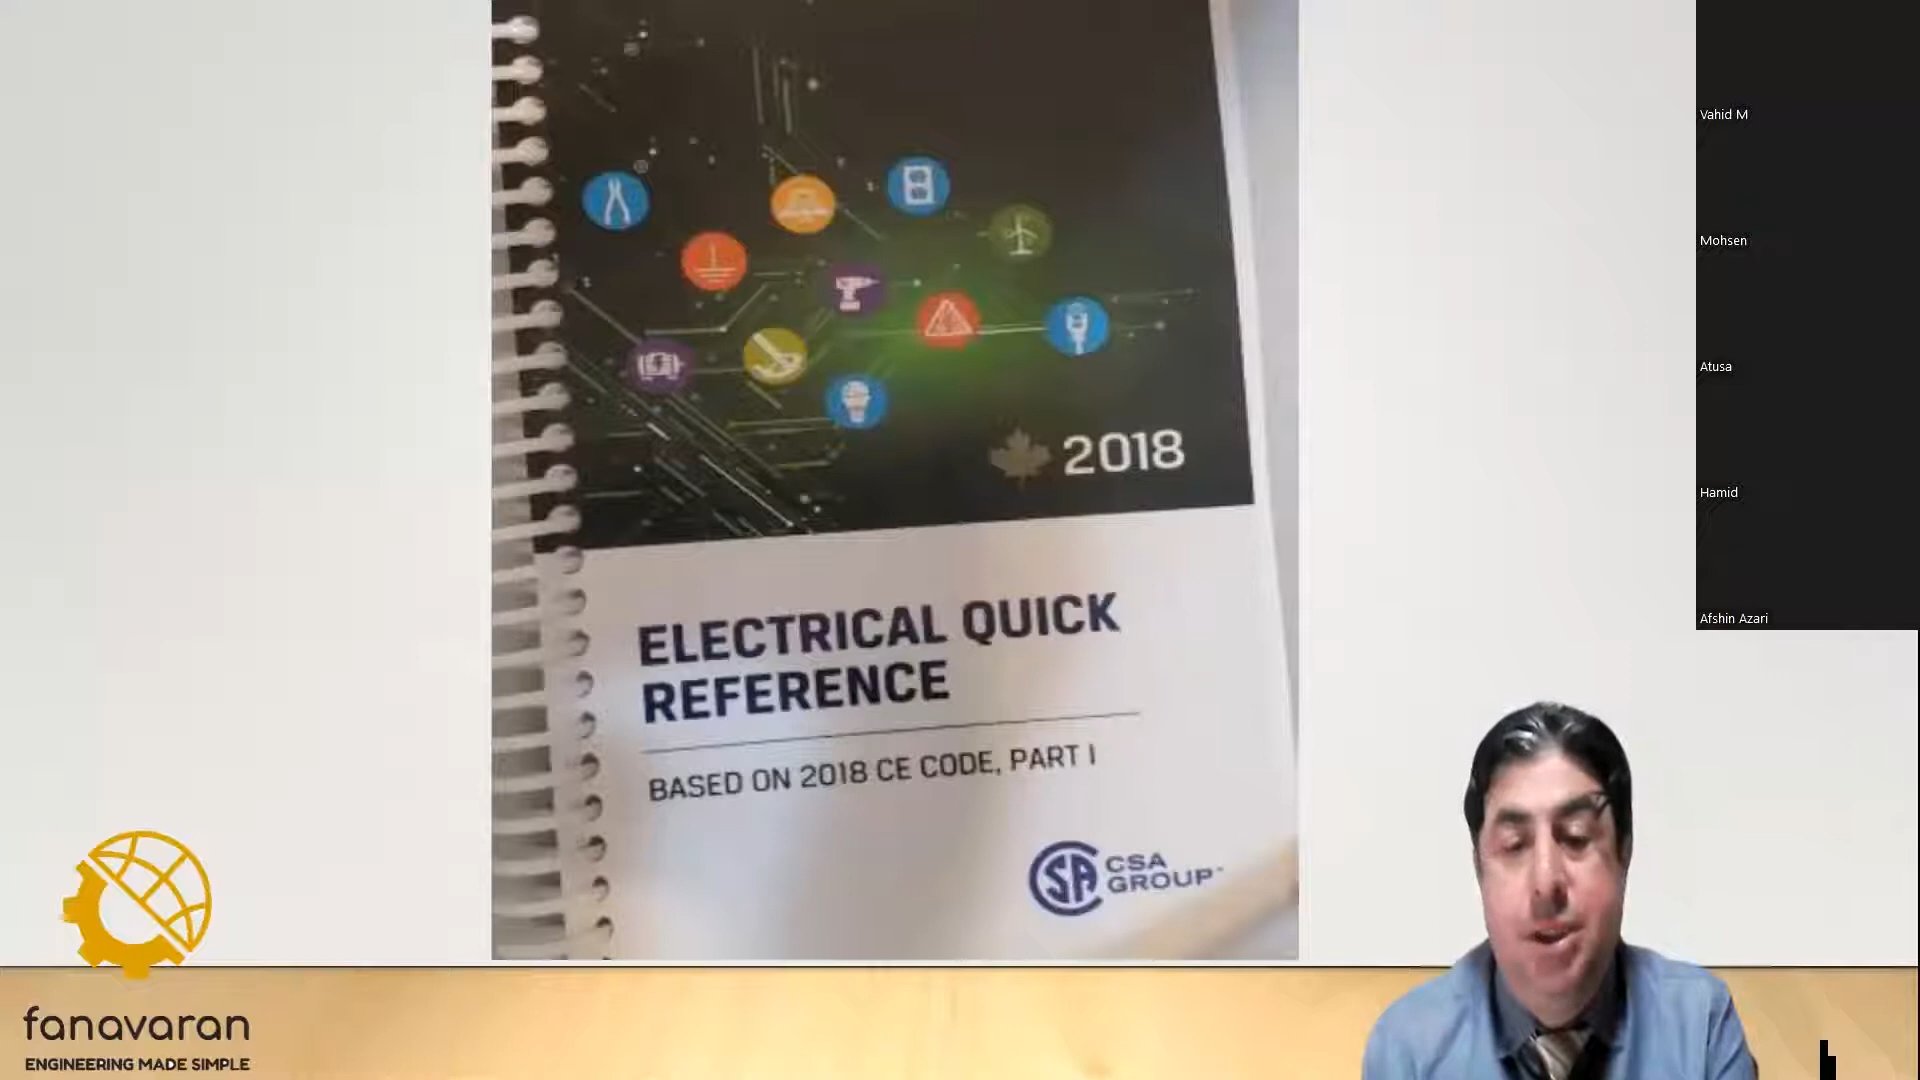 2018
ELECTRICAL QUICK
REFERENCE
BASED ON 2018 CE CODE, PART I
CSA
GROUP
Vahid M
Mohsen
Atusa
Hamid
Afshin Azari
fanavaran
ENGINEERING MADE SIMPLE